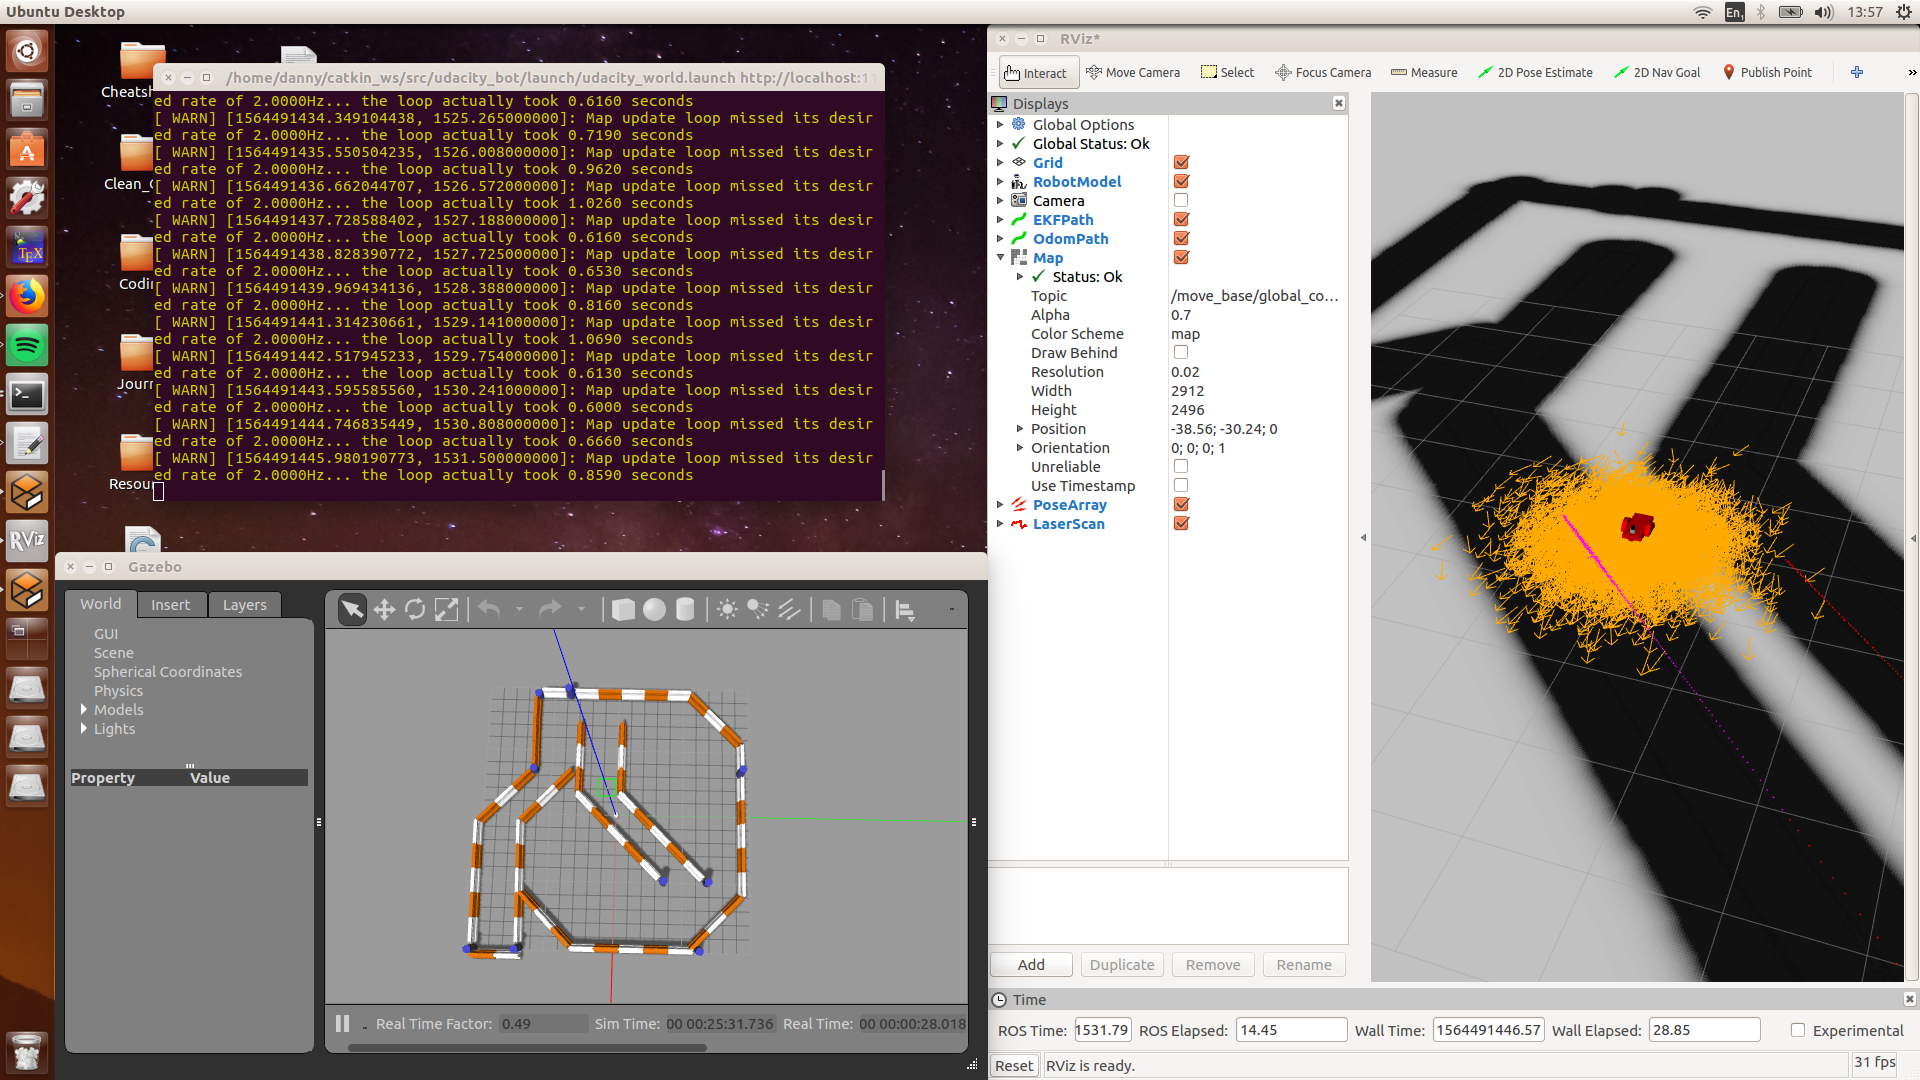 Ubuntu Desktop
En1
13:57
Cheatsh
Clean_
Codin
Journ
Resour
/home/danny/catkin_ws/src/udacity_bot/launch/udacity_world.launch http://localhost:11
ed rate of 2.0000Hz... the loop actually took 0.6160 seconds
[ WARN] [1564491434.349104438, 1525.265000000]: Map update loop missed its desir
ed rate of 2.0000Hz... the loop actually took 0.7190 seconds
[ WARN] [1564491435.550504235, 1526.008000000]: Map update loop missed its desir
ed rate of 2.0000Hz... the loop actually took 0.9620 seconds
[ WARN] [1564491436.662044707, 1526.572000000]: Map update loop missed its desir
ed rate of 2.0000Hz... the loop actually took 1.0260 seconds
[ WARN] [1564491437.728588402, 1527.188000000]: Map update loop missed its desir
ed rate of 2.0000Hz... the loop actually took 0.6160 seconds
[ WARN] [1564491438.828390772, 1527.725000000]: Map update loop missed its desir
ed rate of 2.0000Hz... the loop actually took 0.6530 seconds
[ WARN] [1564491439.969434136, 1528.388000000]: Map update loop missed its desir
ed rate of 2.0000Hz... the loop actually took 0.8160 seconds
[ WARN] [1564491441.314230661, 1529.141000000]: Map update loop missed its desir
ed rate of 2.0000Hz... the loop actually took 1.0690 seconds
[ WARN] [1564491442.517945233, 1529.754000000]: Map update loop missed its desir
ed rate of 2.0000Hz... the loop actually took 0.6130 seconds
[ WARN] [1564491443.595585560, 1530.241000000]: Map update loop missed its desir
ed rate of 2.0000Hz... the loop actually took 0.6000 seconds
[ WARN] [1564491444.746835449, 1530.808000000]: Map update loop missed its desir
ed rate of 2.0000Hz... the loop actually took 0.6660 seconds
[ WARN] [1564491445.980190773, 1531.500000000]: Map update loop missed its desir
ed rate of 2.0000Hz... the loop actually took 0.8590 seconds
TEX
RViz
Gazebo
World Insert Layers
GUI
Scene
Spherical Coordinates
Physics
Models
Lights
Property Value
Real Time Factor: 0.49 Sim Time: 00 00:25:31.736 Real Time: 00 00:00:28.018
RViz*
Interact Move Camera Select Focus Camera Measure 2D Pose Estimate 2D Nav Goal Publish Point
Displays
Global Options
Global Status: Ok
Grid
RobotModel
Camera
EKFPath
OdomPath
Map
Status: Ok
Topic /move_base/global_co...
Alpha 0.7
Color Scheme map
Draw Behind
Resolution 0.02
Width 2912
Height 2496
Position -38.56; -30.24; 0
Orientation 0; 0; 0; 1
Unreliable
Use Timestamp
PoseArray
LaserScan
Add Duplicate Remove Rename
Time
ROS Time: 1531.79 ROS Elapsed: 14.45 Wall Time: 1564491446.57 Wall Elapsed: 28.85 Experimental
Reset RViz is ready. 31 fps